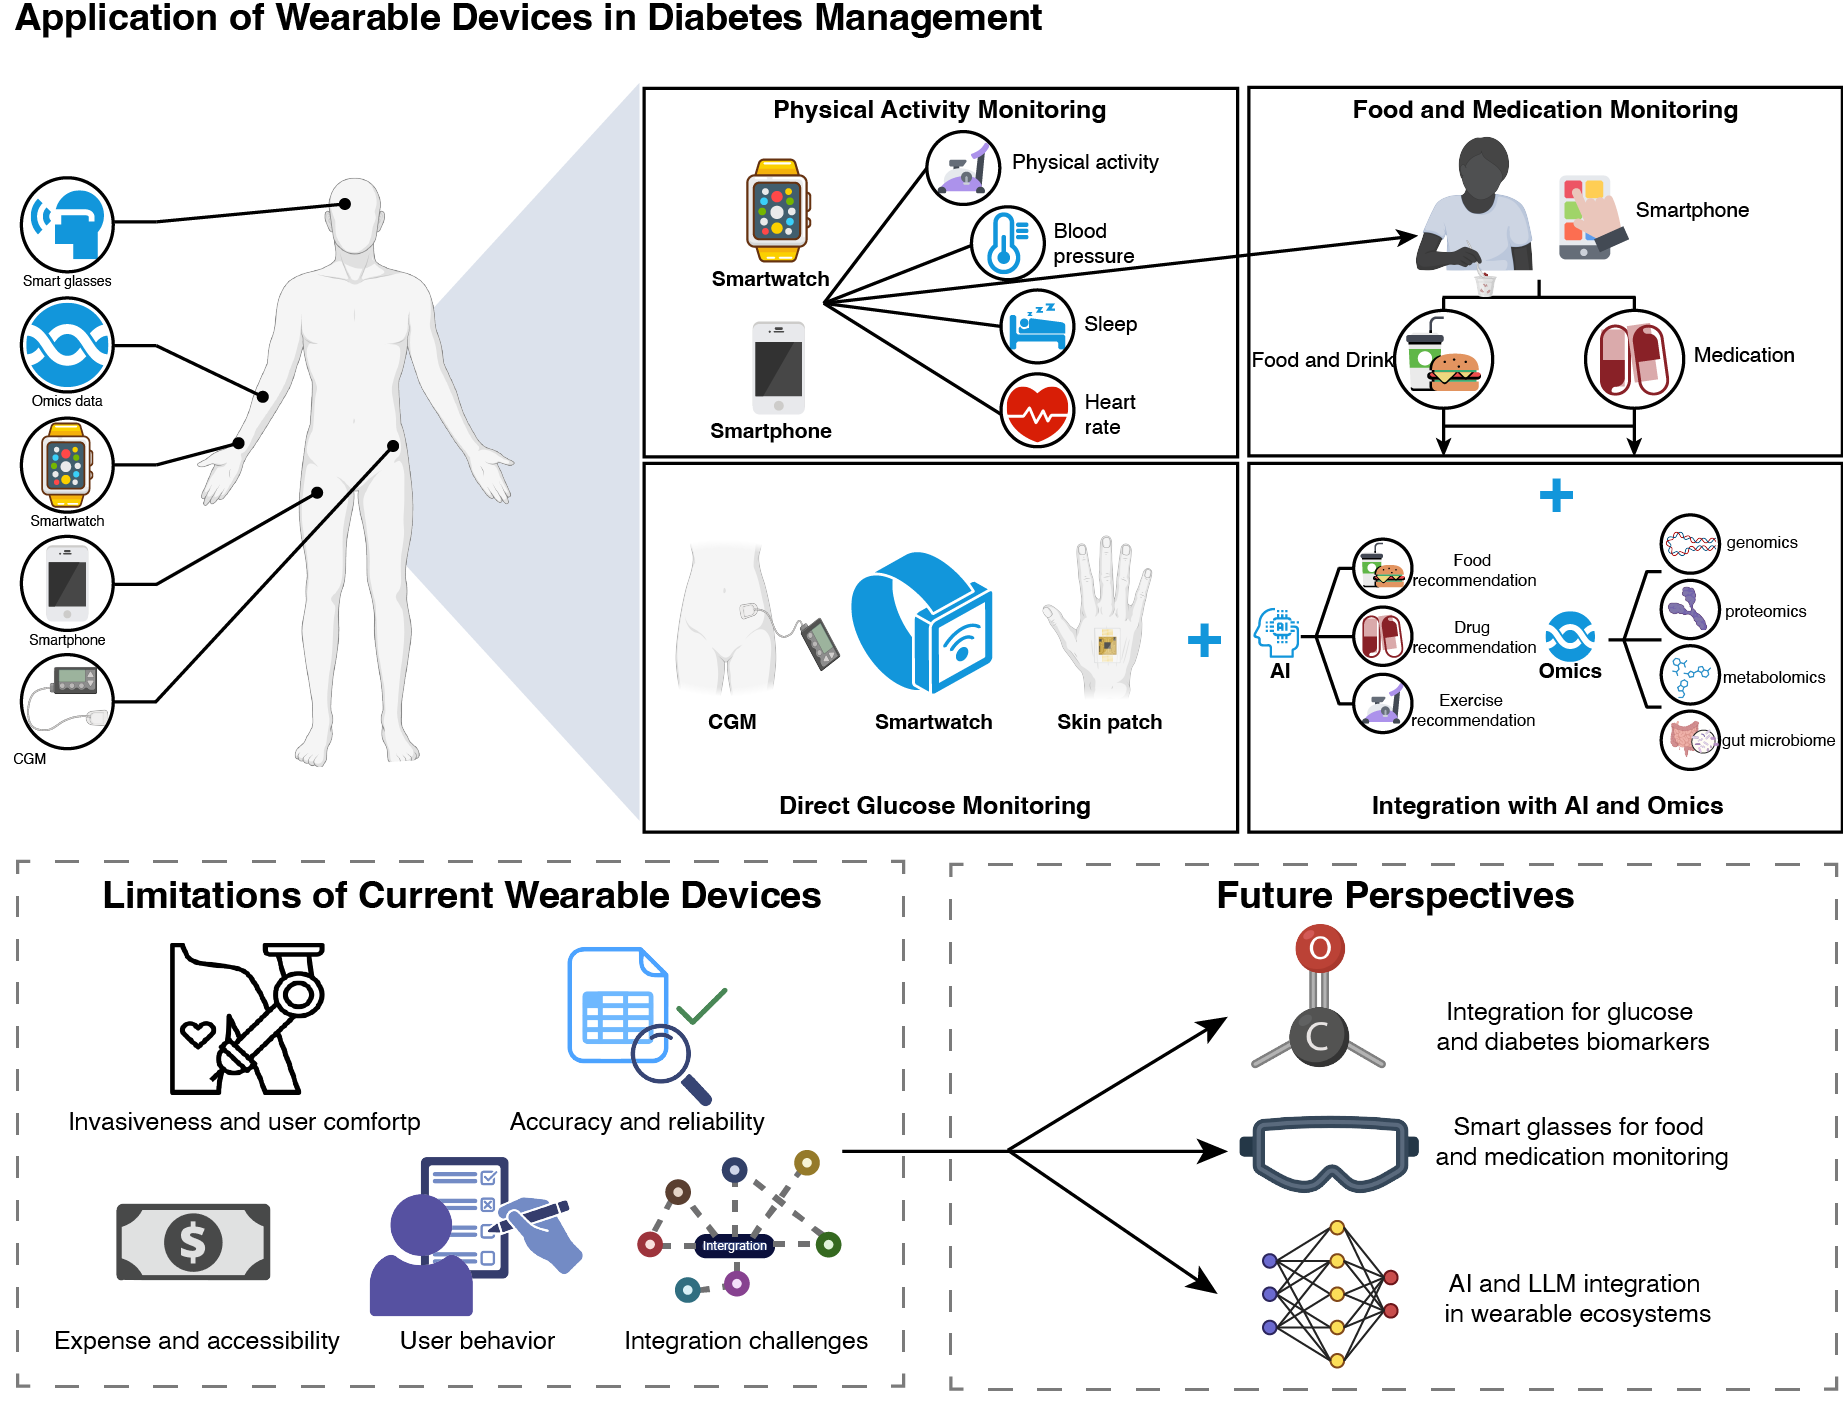 Application of Wearable Devices in Diabetes Management
Smart glasses
Omics data
Smartwatch
Smartphone
CGM
Physical Activity Monitoring
Smartwatch
Smartphone
Physical activity
Blood
pressure
Sleep
Heart
rate
Food and Medication Monitoring
Smartphone
Food and Drink
Medication
CGM
Smartwatch
Skin patch
Direct Glucose Monitoring
AI
AI
Food
recommendation
Drug
recommendation
Exercise
recommendation
Omics
genomics
proteomics
metabolomics
gut microbiome
Integration with AI and Omics
Limitations of Current Wearable Devices
Invasiveness and user comfortp
Accuracy and reliability
$
Expense and accessibility
User behavior
Intergration
Integration challenges
Future Perspectives
O
C
Integration for glucose
and diabetes biomarkers
Smart glasses for food
and medication monitoring
AI and LLM integration
in wearable ecosystems